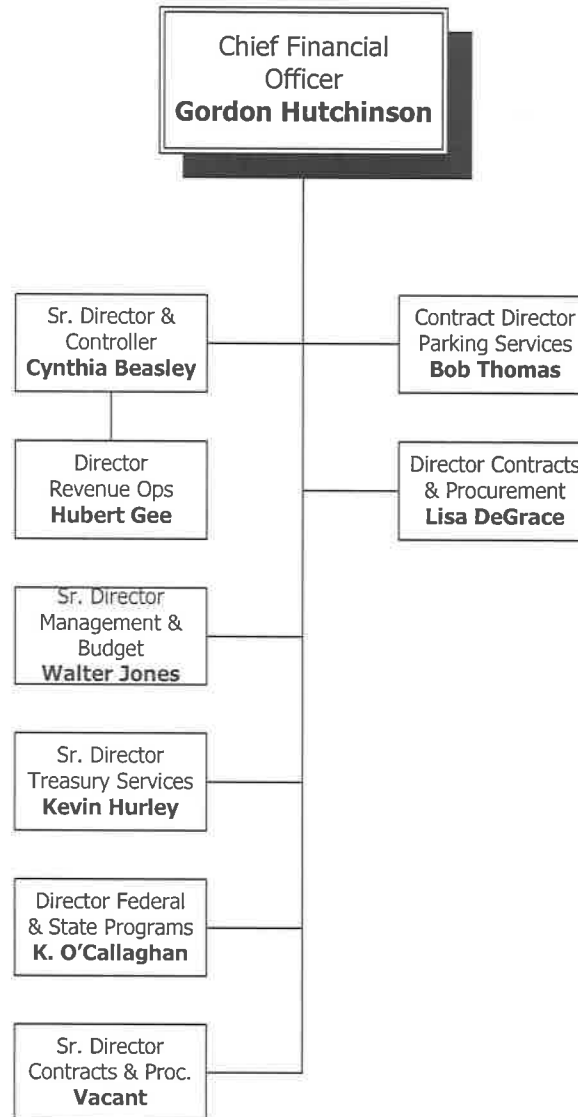 Chief Financial
Officer
Gordon Hutchinson
Sr. Director &
Controller
Cynthia Beasley
Contract Director
Parking Services
Bob Thomas
Director
Revenue Ops
Hubert Gee
Director Contracts
& Procurement
Lisa DeGrace
Sr. Director
Management &
Budget
Walter Jones
Sr. Director
Treasury Services
Kevin Hurley
Director Federal
& State Programs
K. O'Callaghan
Sr. Director
Contracts & Proc.
Vacant